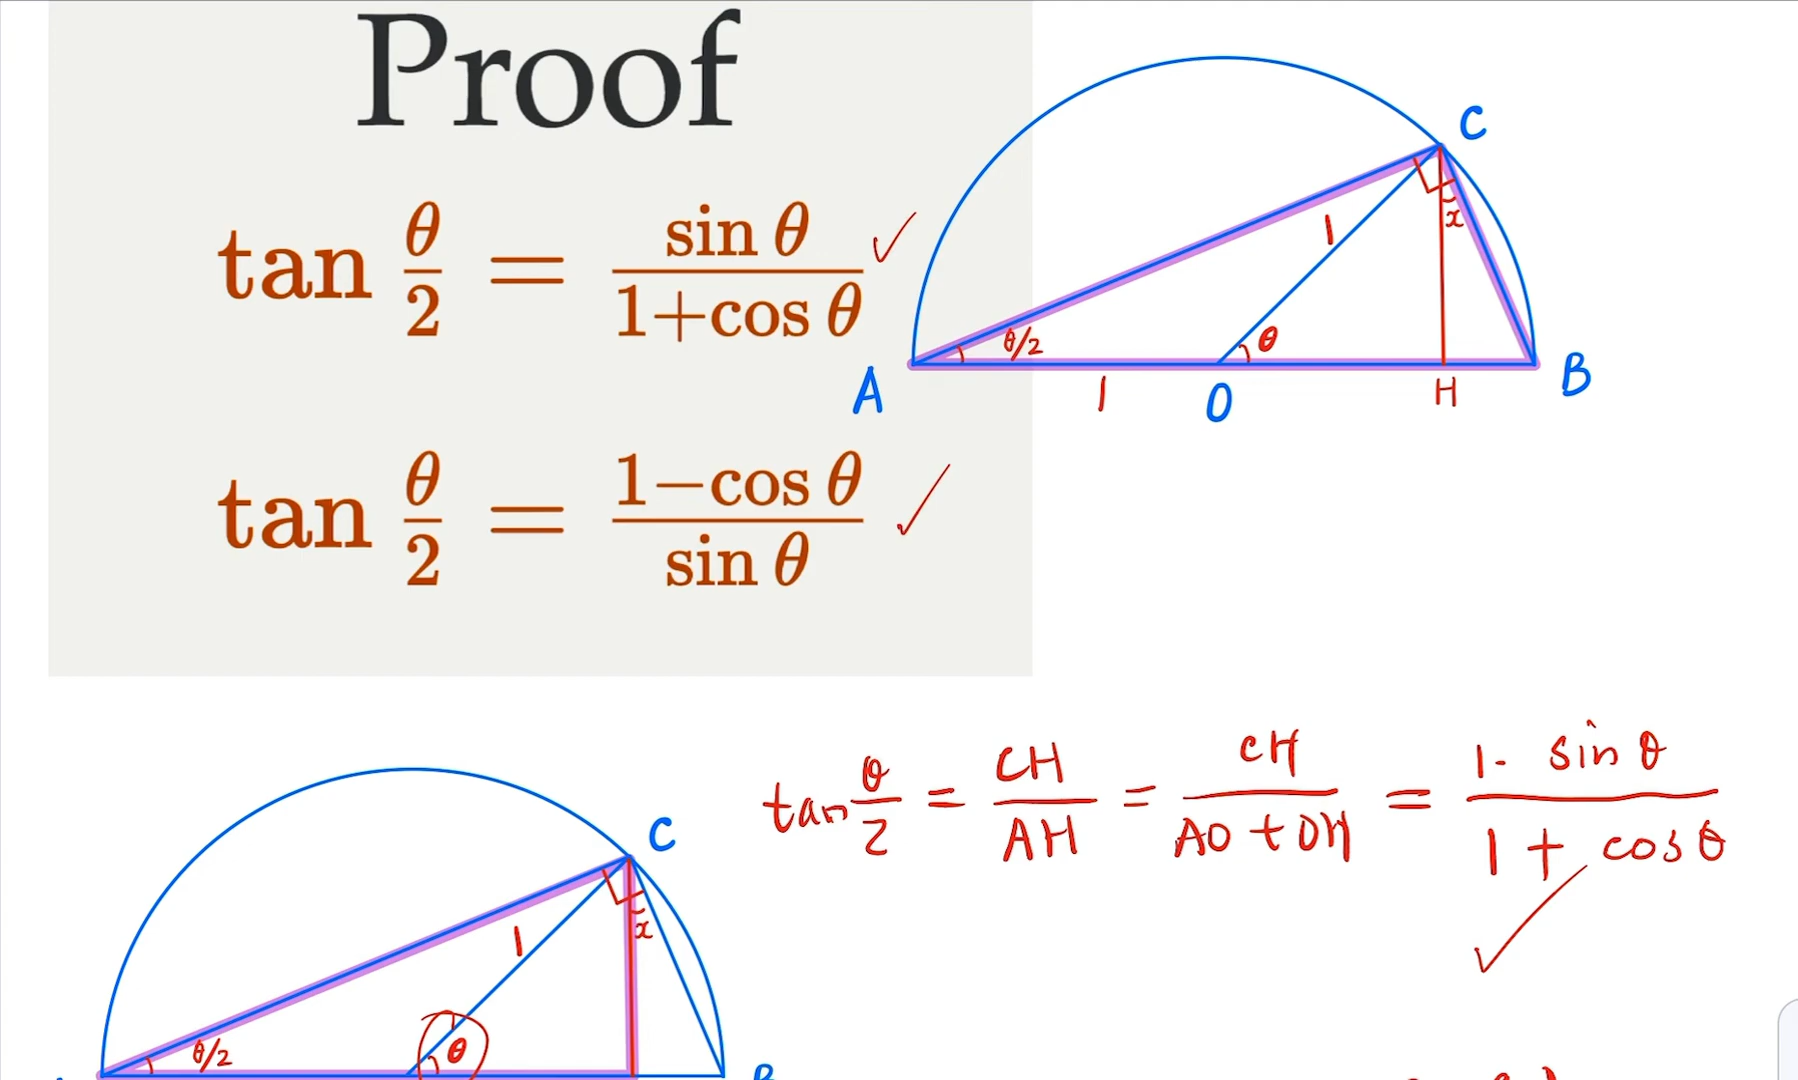 Proof
tan θ/2 = sin θ / 1+cos θ ✓
tan θ/2 = 1−cos θ / sin θ ✓
C
x
1
θ/2
θ
A
1
O
H
B
tan θ/2 = CH / AH = CH / AO + OH = 1 · sin θ / 1 + cos θ ✓
C
x
1
θ/2
θ